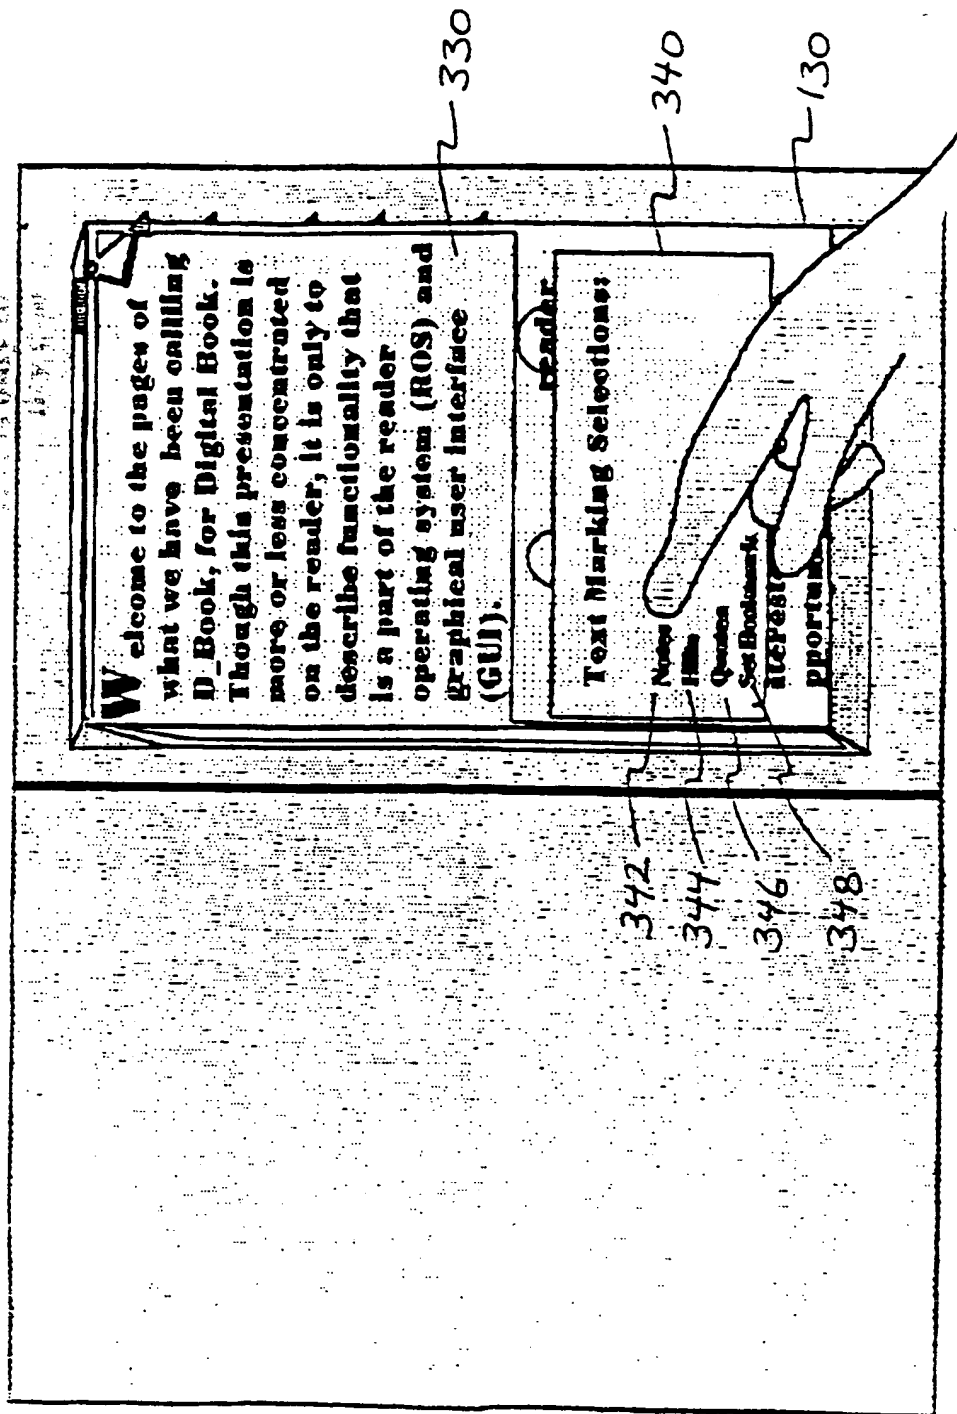 Welcome to the pages of
what we have been calling
D_Book, for Digital Book.
Though this presentation is
more or less concentrated
on the reader, it is only to
describe functionality that
is a part of the reader
operating system (ROS) and
graphical user interface
(GUI).
reader
Text Marking Selections:
Notes
Quotes
Set Bookmark
pportun
330
340
130
342
344
346
348